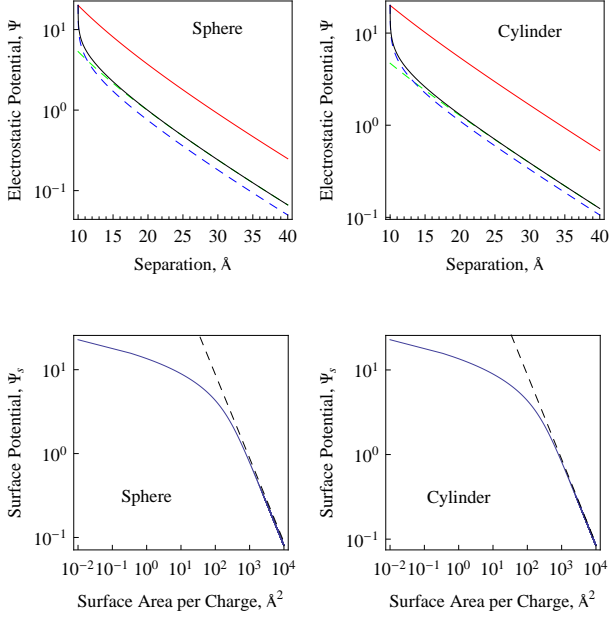 Electrostatic Potential, Ψ
10¹
10⁰
10⁻¹
Sphere
10 15 20 25 30 35 40
Separation, Å
Electrostatic Potential, Ψ
10¹
10⁰
10⁻¹
Cylinder
10 15 20 25 30 35 40
Separation, Å
Surface Potential, Ψₛ
10¹
10⁰
10⁻¹
Sphere
10⁻² 10⁻¹ 10⁰ 10¹ 10² 10³ 10⁴
Surface Area per Charge, Å²
Surface Potential, Ψₛ
10¹
10⁰
10⁻¹
Cylinder
10⁻² 10⁻¹ 10⁰ 10¹ 10² 10³ 10⁴
Surface Area per Charge, Å²